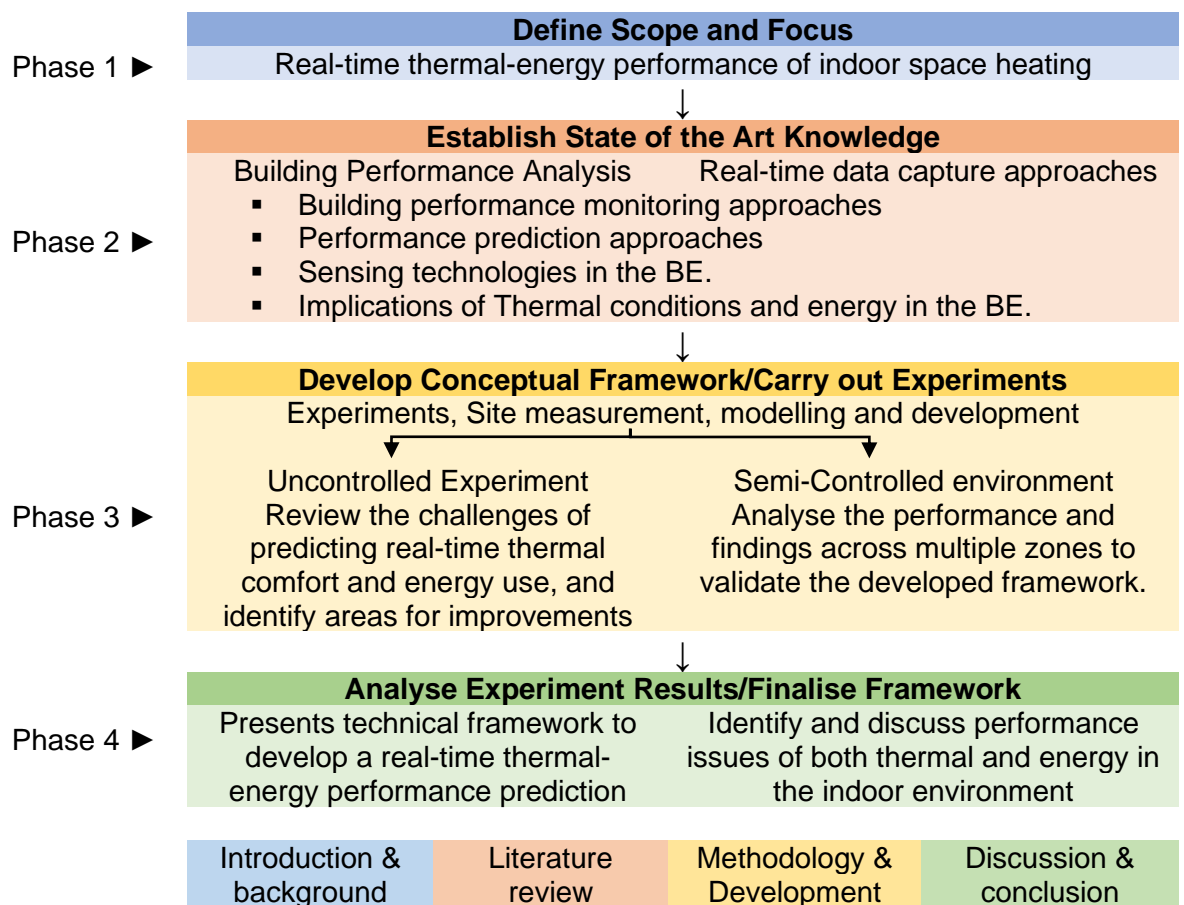 Define Scope and Focus
Phase 1 ►
Real-time thermal-energy performance of indoor space heating
↓
Establish State of the Art Knowledge
Building Performance Analysis Real-time data capture approaches
▪ Building performance monitoring approaches
Phase 2 ►
▪ Performance prediction approaches
▪ Sensing technologies in the BE.
▪ Implications of Thermal conditions and energy in the BE.
↓
Develop Conceptual Framework/Carry out Experiments
Experiments, Site measurement, modelling and development
Phase 3 ►
Uncontrolled Experiment
Review the challenges of
predicting real-time thermal
comfort and energy use, and
identify areas for improvements
Semi-Controlled environment
Analyse the performance and
findings across multiple zones to
validate the developed framework.
↓
Analyse Experiment Results/Finalise Framework
Phase 4 ►
Presents technical framework to
develop a real-time thermal-
energy performance prediction
Identify and discuss performance
issues of both thermal and energy in
the indoor environment
Introduction &
background
Literature
review
Methodology &
Development
Discussion &
conclusion